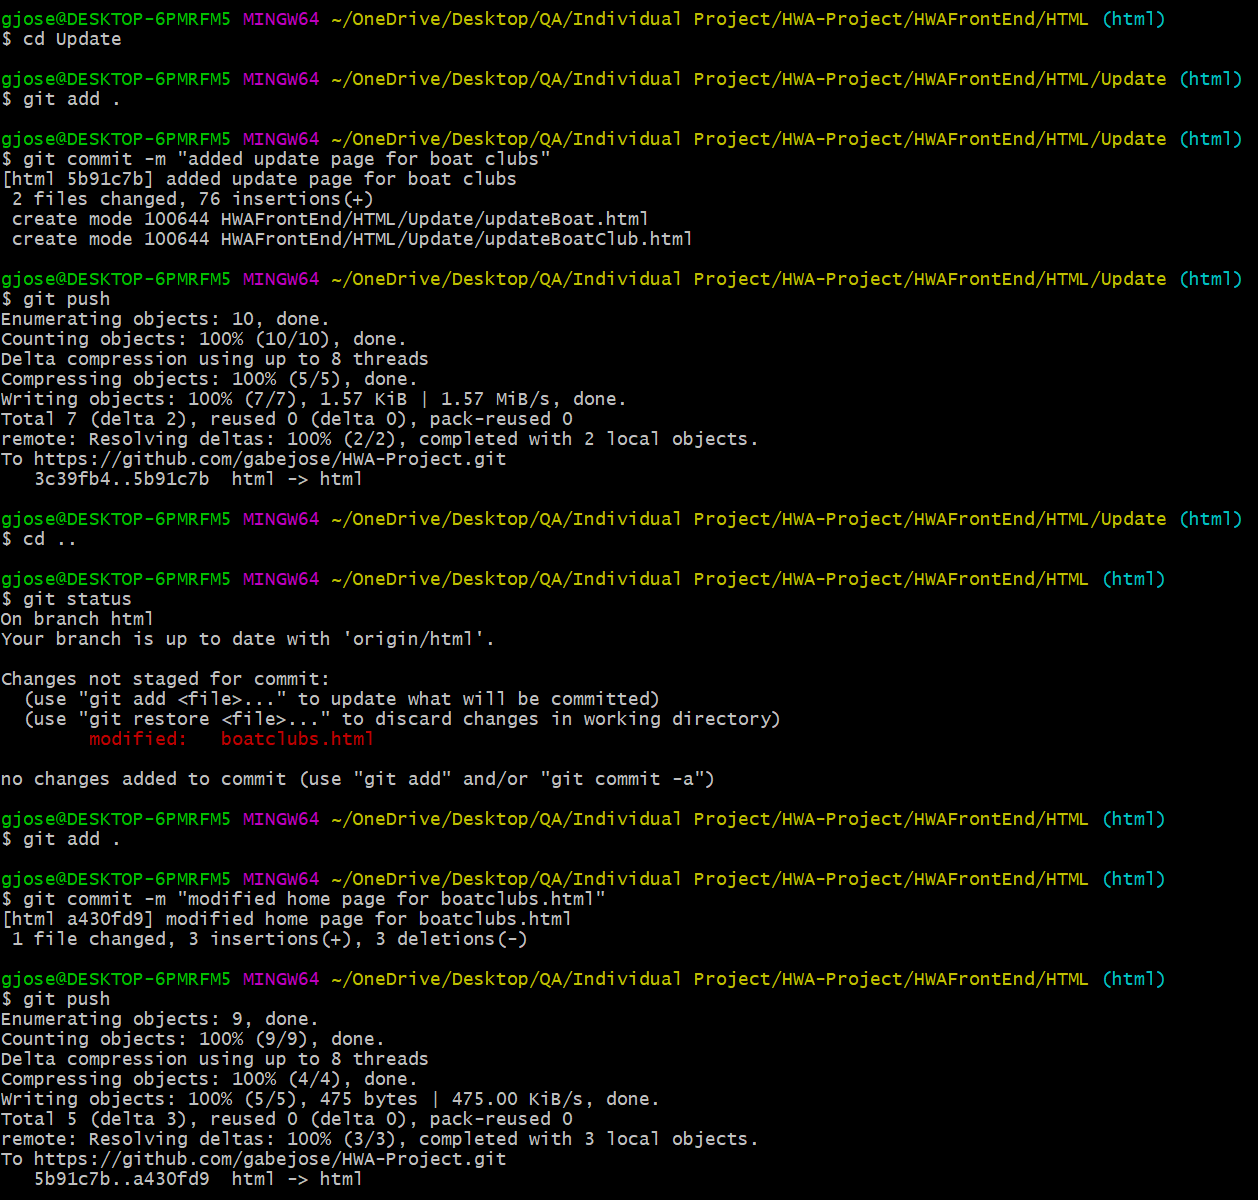 gjose@DESKTOP-6PMRFM5 MINGW64 ~/OneDrive/Desktop/QA/Individual Project/HWA-Project/HWAFrontEnd/HTML (html)
$ cd Update

gjose@DESKTOP-6PMRFM5 MINGW64 ~/OneDrive/Desktop/QA/Individual Project/HWA-Project/HWAFrontEnd/HTML/Update (html)
$ git add .

gjose@DESKTOP-6PMRFM5 MINGW64 ~/OneDrive/Desktop/QA/Individual Project/HWA-Project/HWAFrontEnd/HTML/Update (html)
$ git commit -m "added update page for boat clubs"
[html 5b91c7b] added update page for boat clubs
 2 files changed, 76 insertions(+)
 create mode 100644 HWAFrontEnd/HTML/Update/updateBoat.html
 create mode 100644 HWAFrontEnd/HTML/Update/updateBoatClub.html

gjose@DESKTOP-6PMRFM5 MINGW64 ~/OneDrive/Desktop/QA/Individual Project/HWA-Project/HWAFrontEnd/HTML/Update (html)
$ git push
Enumerating objects: 10, done.
Counting objects: 100% (10/10), done.
Delta compression using up to 8 threads
Compressing objects: 100% (5/5), done.
Writing objects: 100% (7/7), 1.57 KiB | 1.57 MiB/s, done.
Total 7 (delta 2), reused 0 (delta 0), pack-reused 0
remote: Resolving deltas: 100% (2/2), completed with 2 local objects.
To https://github.com/gabejose/HWA-Project.git
   3c39fb4..5b91c7b  html -> html

gjose@DESKTOP-6PMRFM5 MINGW64 ~/OneDrive/Desktop/QA/Individual Project/HWA-Project/HWAFrontEnd/HTML/Update (html)
$ cd ..

gjose@DESKTOP-6PMRFM5 MINGW64 ~/OneDrive/Desktop/QA/Individual Project/HWA-Project/HWAFrontEnd/HTML (html)
$ git status
On branch html
Your branch is up to date with 'origin/html'.

Changes not staged for commit:
  (use "git add <file>..." to update what will be committed)
  (use "git restore <file>..." to discard changes in working directory)
        modified:   boatclubs.html

no changes added to commit (use "git add" and/or "git commit -a")

gjose@DESKTOP-6PMRFM5 MINGW64 ~/OneDrive/Desktop/QA/Individual Project/HWA-Project/HWAFrontEnd/HTML (html)
$ git add .

gjose@DESKTOP-6PMRFM5 MINGW64 ~/OneDrive/Desktop/QA/Individual Project/HWA-Project/HWAFrontEnd/HTML (html)
$ git commit -m "modified home page for boatclubs.html"
[html a430fd9] modified home page for boatclubs.html
 1 file changed, 3 insertions(+), 3 deletions(-)

gjose@DESKTOP-6PMRFM5 MINGW64 ~/OneDrive/Desktop/QA/Individual Project/HWA-Project/HWAFrontEnd/HTML (html)
$ git push
Enumerating objects: 9, done.
Counting objects: 100% (9/9), done.
Delta compression using up to 8 threads
Compressing objects: 100% (4/4), done.
Writing objects: 100% (5/5), 475 bytes | 475.00 KiB/s, done.
Total 5 (delta 3), reused 0 (delta 0), pack-reused 0
remote: Resolving deltas: 100% (3/3), completed with 3 local objects.
To https://github.com/gabejose/HWA-Project.git
   5b91c7b..a430fd9  html -> html